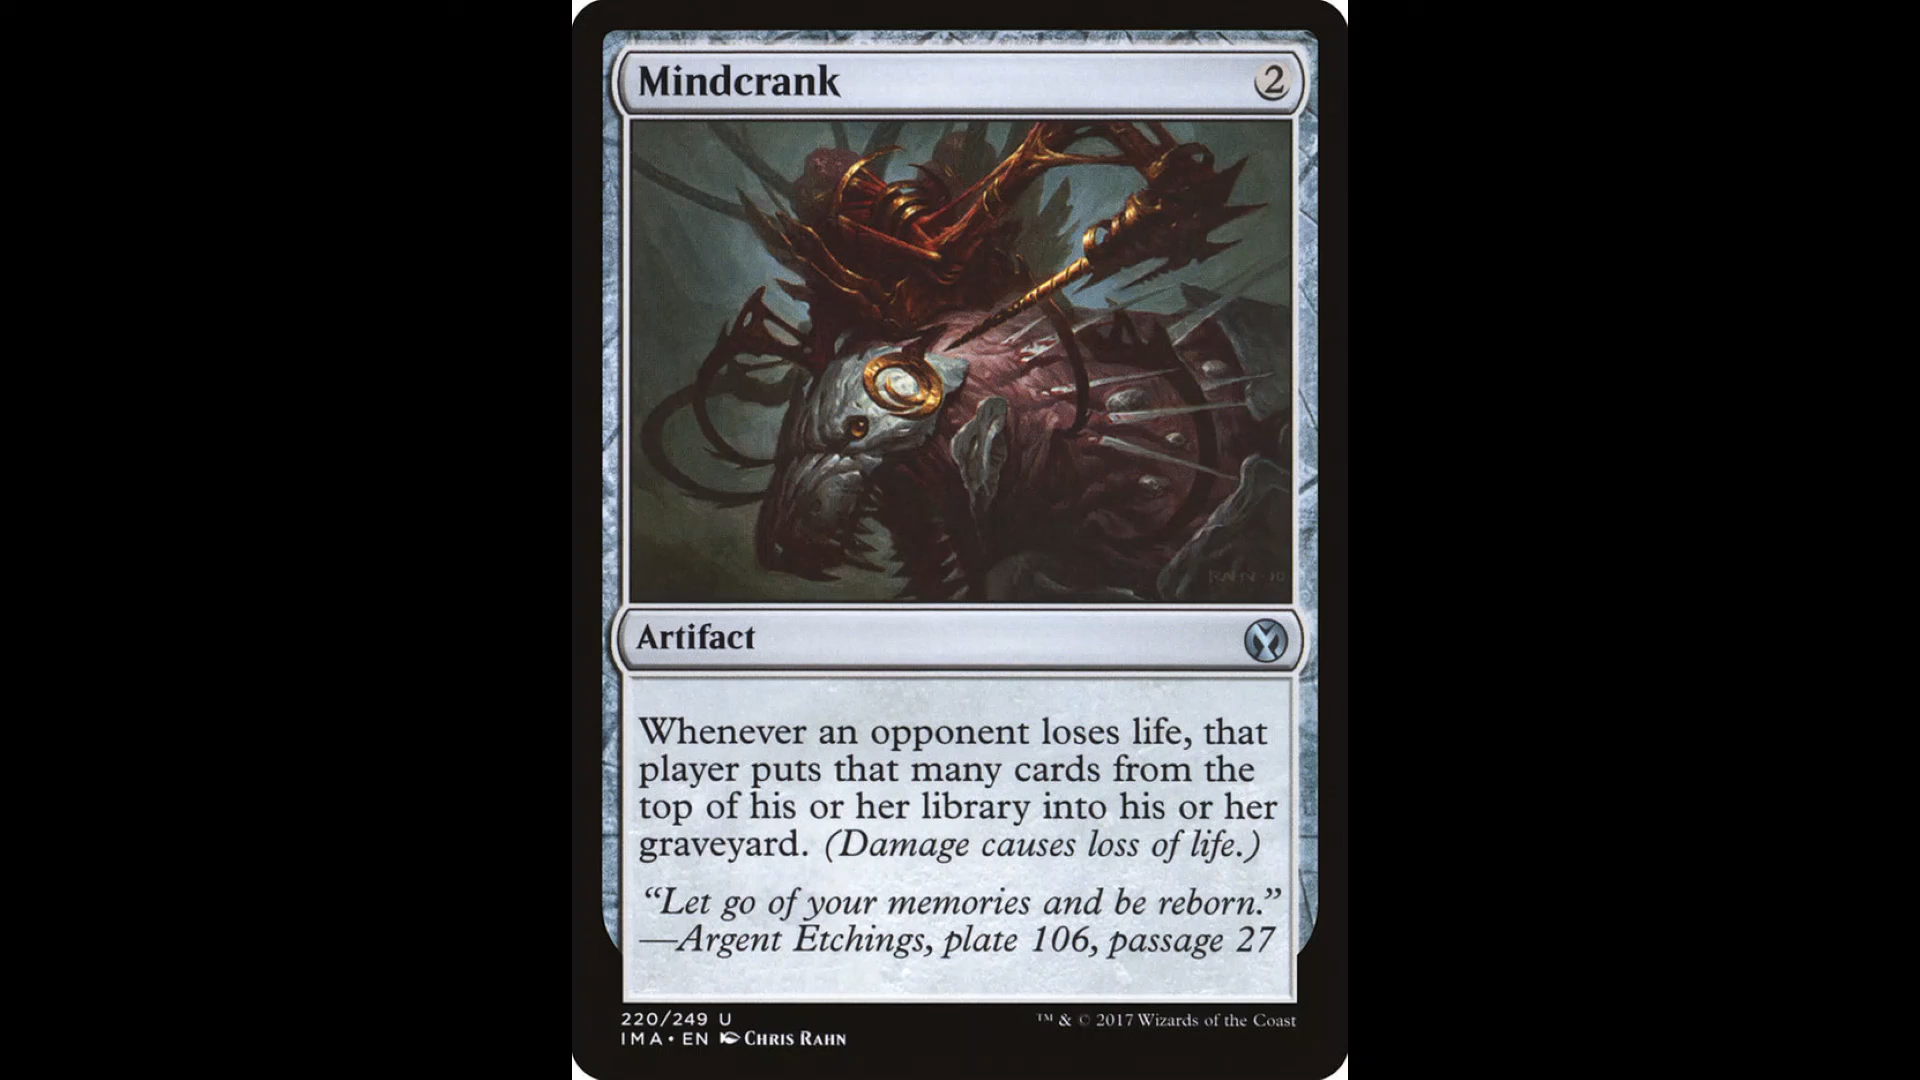 Mindcrank
2
RAHN 10
Artifact
Whenever an opponent loses life, that
player puts that many cards from the
top of his or her library into his or her
graveyard. (Damage causes loss of life.)
“Let go of your memories and be reborn.”
—Argent Etchings, plate 106, passage 27
220/249 U
IMA • EN Chris Rahn
™ & © 2017 Wizards of the Coast